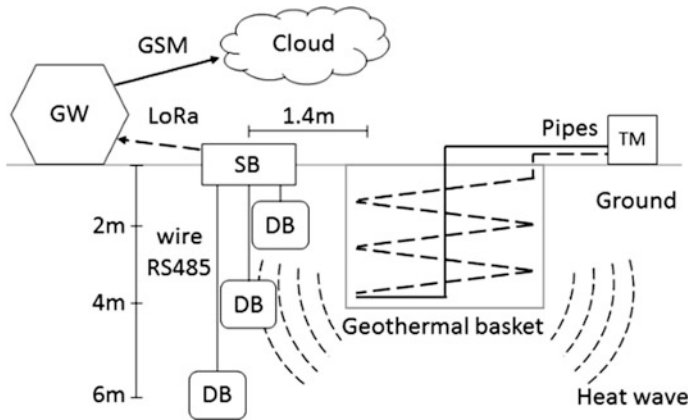 GSM
Cloud
GW
LoRa
1.4m
Pipes
TM
SB
Ground
2m
wire
RS485
DB
4m
DB
Geothermal basket
6m
DB
Heat wave